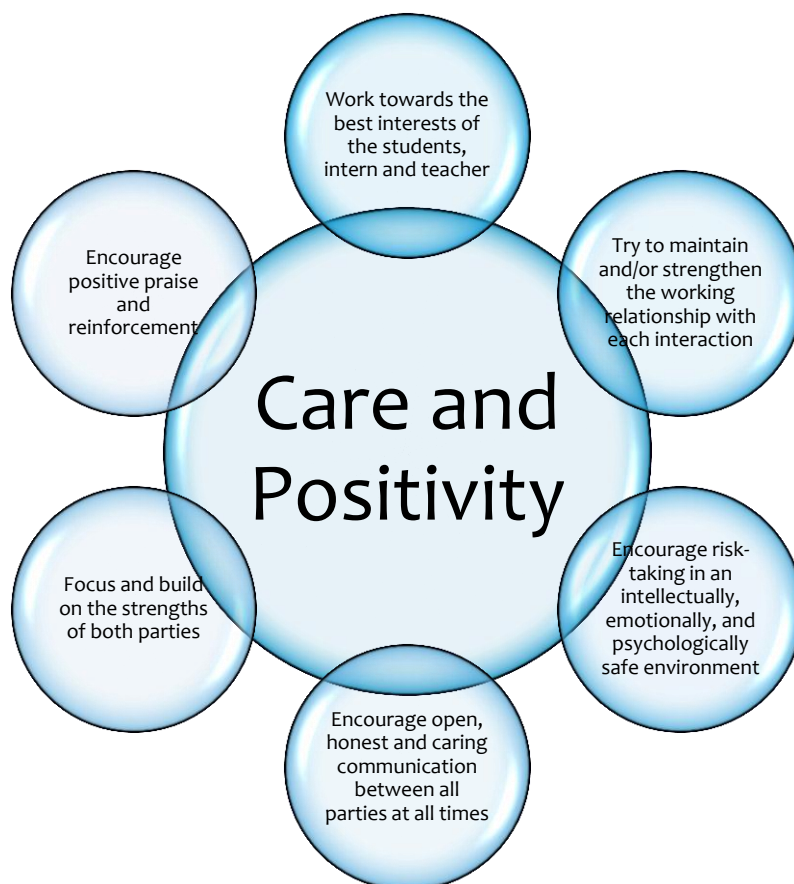 Work towards the
best interests of
the students,
intern and teacher
Try to maintain
and/or strengthen
the working
relationship with
each interaction
Encourage risk-
taking in an
intellectually,
emotionally, and
psychologically
safe environment
Encourage open,
honest and caring
communication
between all
parties at all times
Focus and build
on the strengths
of both parties
Encourage
positive praise
and
reinforcement
Care and
Positivity